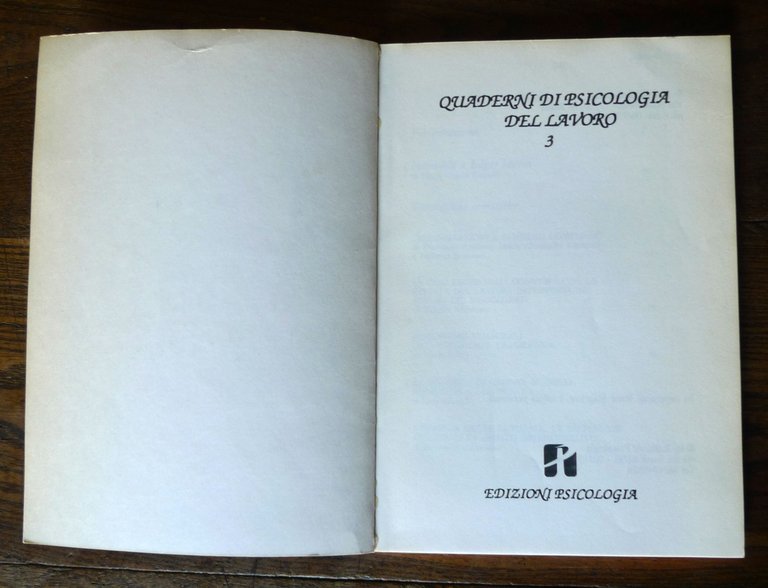 QUADERNI DI PSICOLOGIA
DEL LAVORO
3
EDIZIONI PSICOLOGIA